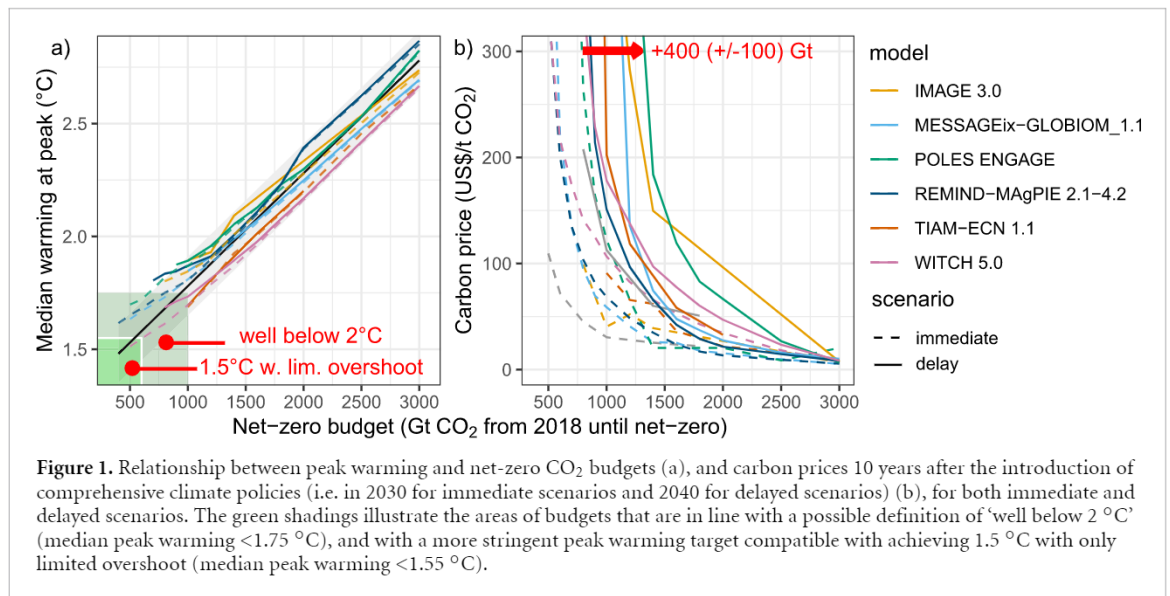 a)
Median warming at peak (°C)
2.5
2.0
1.5
well below 2°C
1.5°C w. lim. overshoot
500
1000
1500
2000
2500
3000
b)
Carbon price (US$/t CO₂)
300
200
100
0
+400 (+/-100) Gt
500
1000
1500
2000
2500
3000
Net−zero budget (Gt CO₂ from 2018 until net−zero)
model
IMAGE 3.0
MESSAGEix−GLOBIOM_1.1
POLES ENGAGE
REMIND−MAgPIE 2.1−4.2
TIAM−ECN 1.1
WITCH 5.0
scenario
immediate
delay
Figure 1. Relationship between peak warming and net-zero CO₂ budgets (a), and carbon prices 10 years after the introduction of
comprehensive climate policies (i.e. in 2030 for immediate scenarios and 2040 for delayed scenarios) (b), for both immediate and
delayed scenarios. The green shadings illustrate the areas of budgets that are in line with a possible definition of ‘well below 2 °C’
(median peak warming <1.75 °C), and with a more stringent peak warming target compatible with achieving 1.5 °C with only
limited overshoot (median peak warming <1.55 °C).